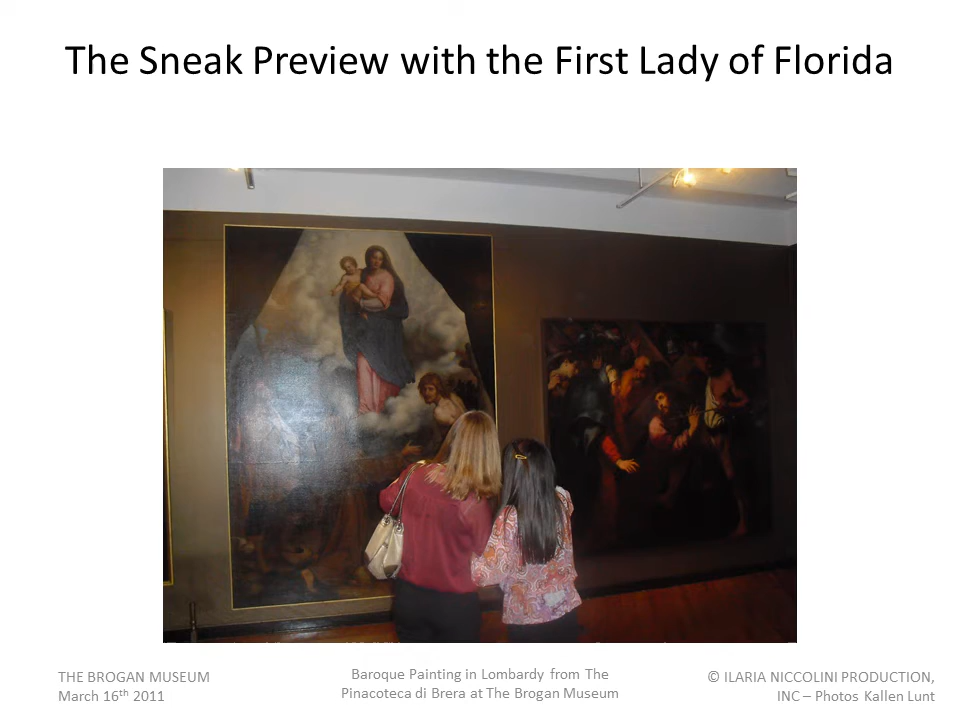 The Sneak Preview with the First Lady of Florida
THE BROGAN MUSEUM
March 16th 2011
Baroque Painting in Lombardy from The
Pinacoteca di Brera at The Brogan Museum
© ILARIA NICCOLINI PRODUCTION,
INC – Photos Kallen Lunt